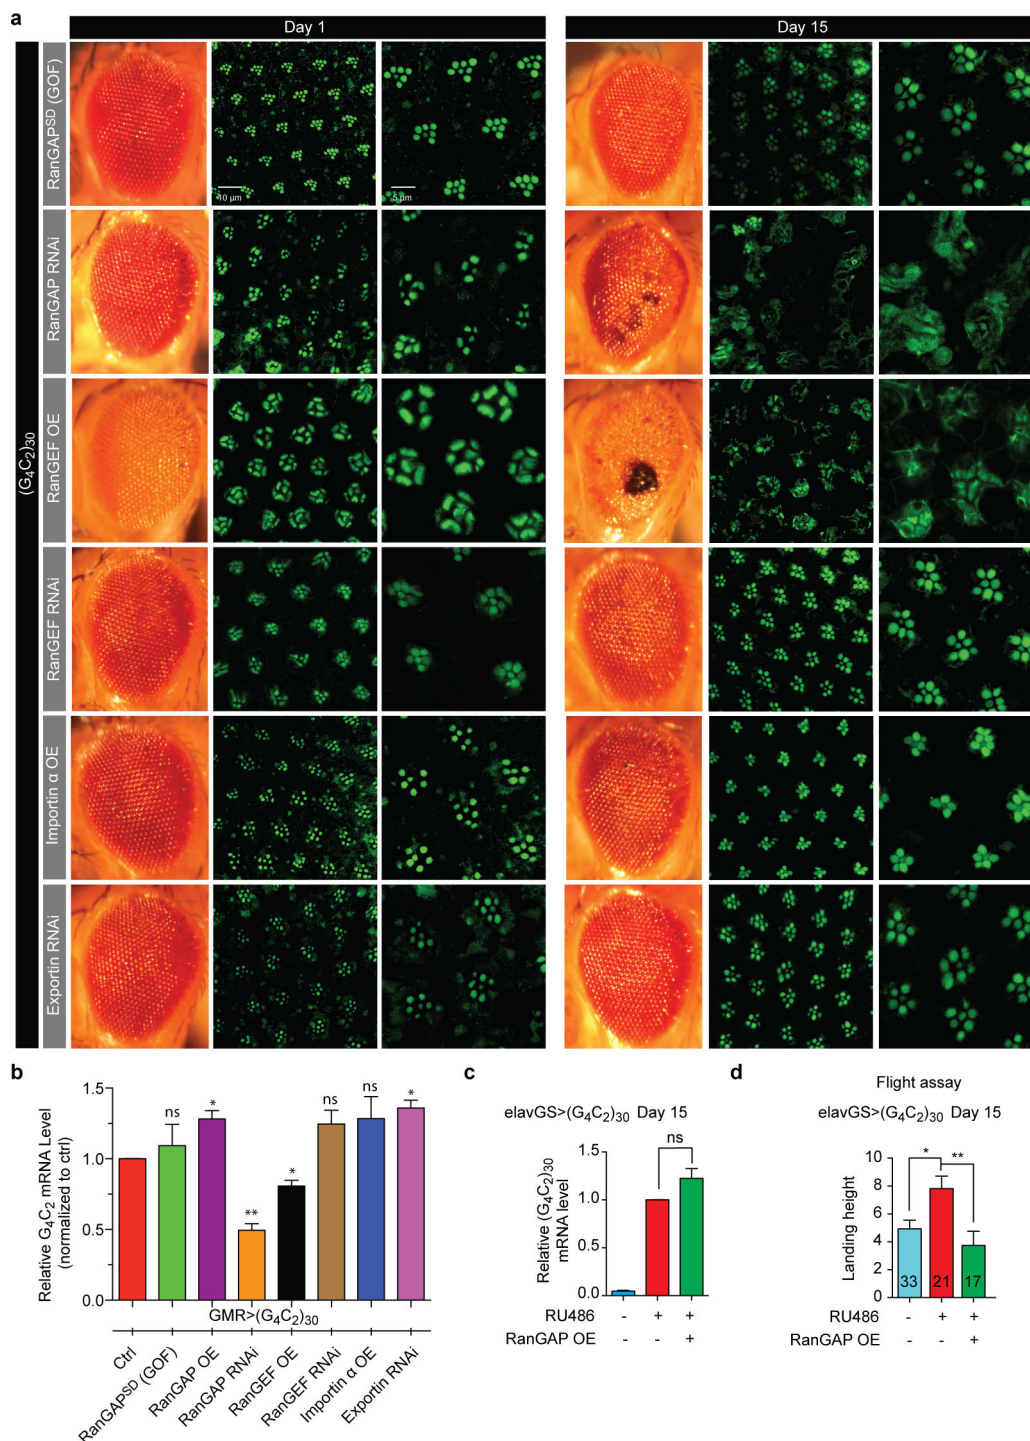 a
Day 1
Day 15
(G4C2)30
RanGAPSD (GOF)
10 µm
5 µm
RanGAP RNAi
RanGEF OE
RanGEF RNAi
Importin α OE
Exportin RNAi
b
Relative G4C2 mRNA Level
(normalized to ctrl)
1.5
1.0
0.5
0.0
ns
*
**
*
ns
ns
*
GMR>(G4C2)30
Ctrl
RanGAPSD (GOF)
RanGAP OE
RanGAP RNAi
RanGEF OE
RanGEF RNAi
Importin α OE
Exportin RNAi
c
elavGS>(G4C2)30 Day 15
Relative (G4C2)30
mRNA level
1.5
1.0
0.5
0.0
ns
RU486 - + +
RanGAP OE - - +
d
Flight assay
elavGS>(G4C2)30 Day 15
Landing height
10
8
6
4
2
0
* **
33 21 17
RU486 - + +
RanGAP OE - - +